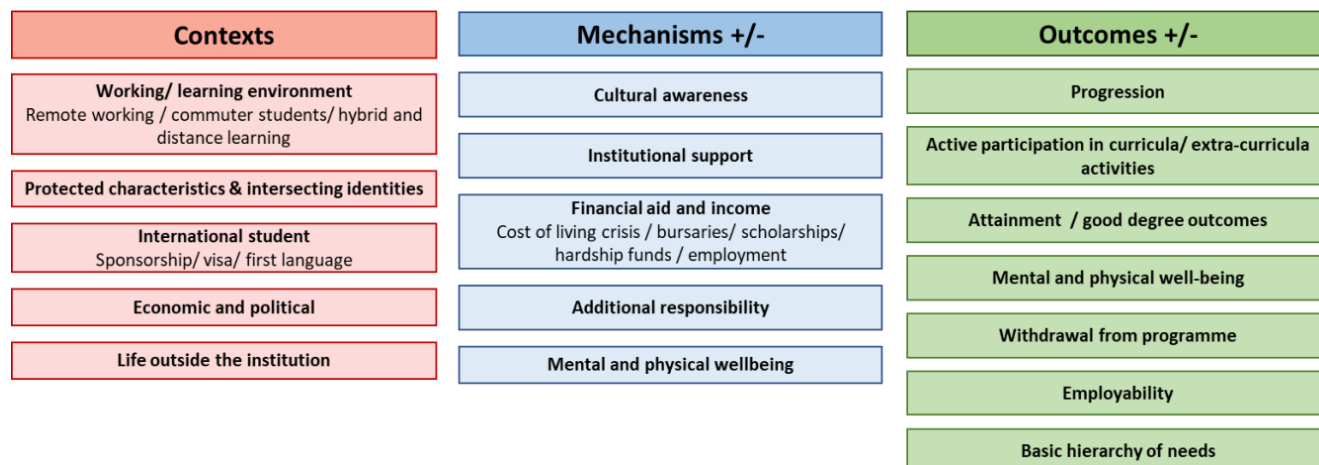 Contexts
Working/ learning environment
Remote working / commuter students/ hybrid and
distance learning
Protected characteristics & intersecting identities
International student
Sponsorship/ visa/ first language
Economic and political
Life outside the institution
Mechanisms +/-
Cultural awareness
Institutional support
Financial aid and income
Cost of living crisis / bursaries/ scholarships/
hardship funds / employment
Additional responsibility
Mental and physical wellbeing
Outcomes +/-
Progression
Active participation in curricula/ extra-curricula
activities
Attainment / good degree outcomes
Mental and physical well-being
Withdrawal from programme
Employability
Basic hierarchy of needs